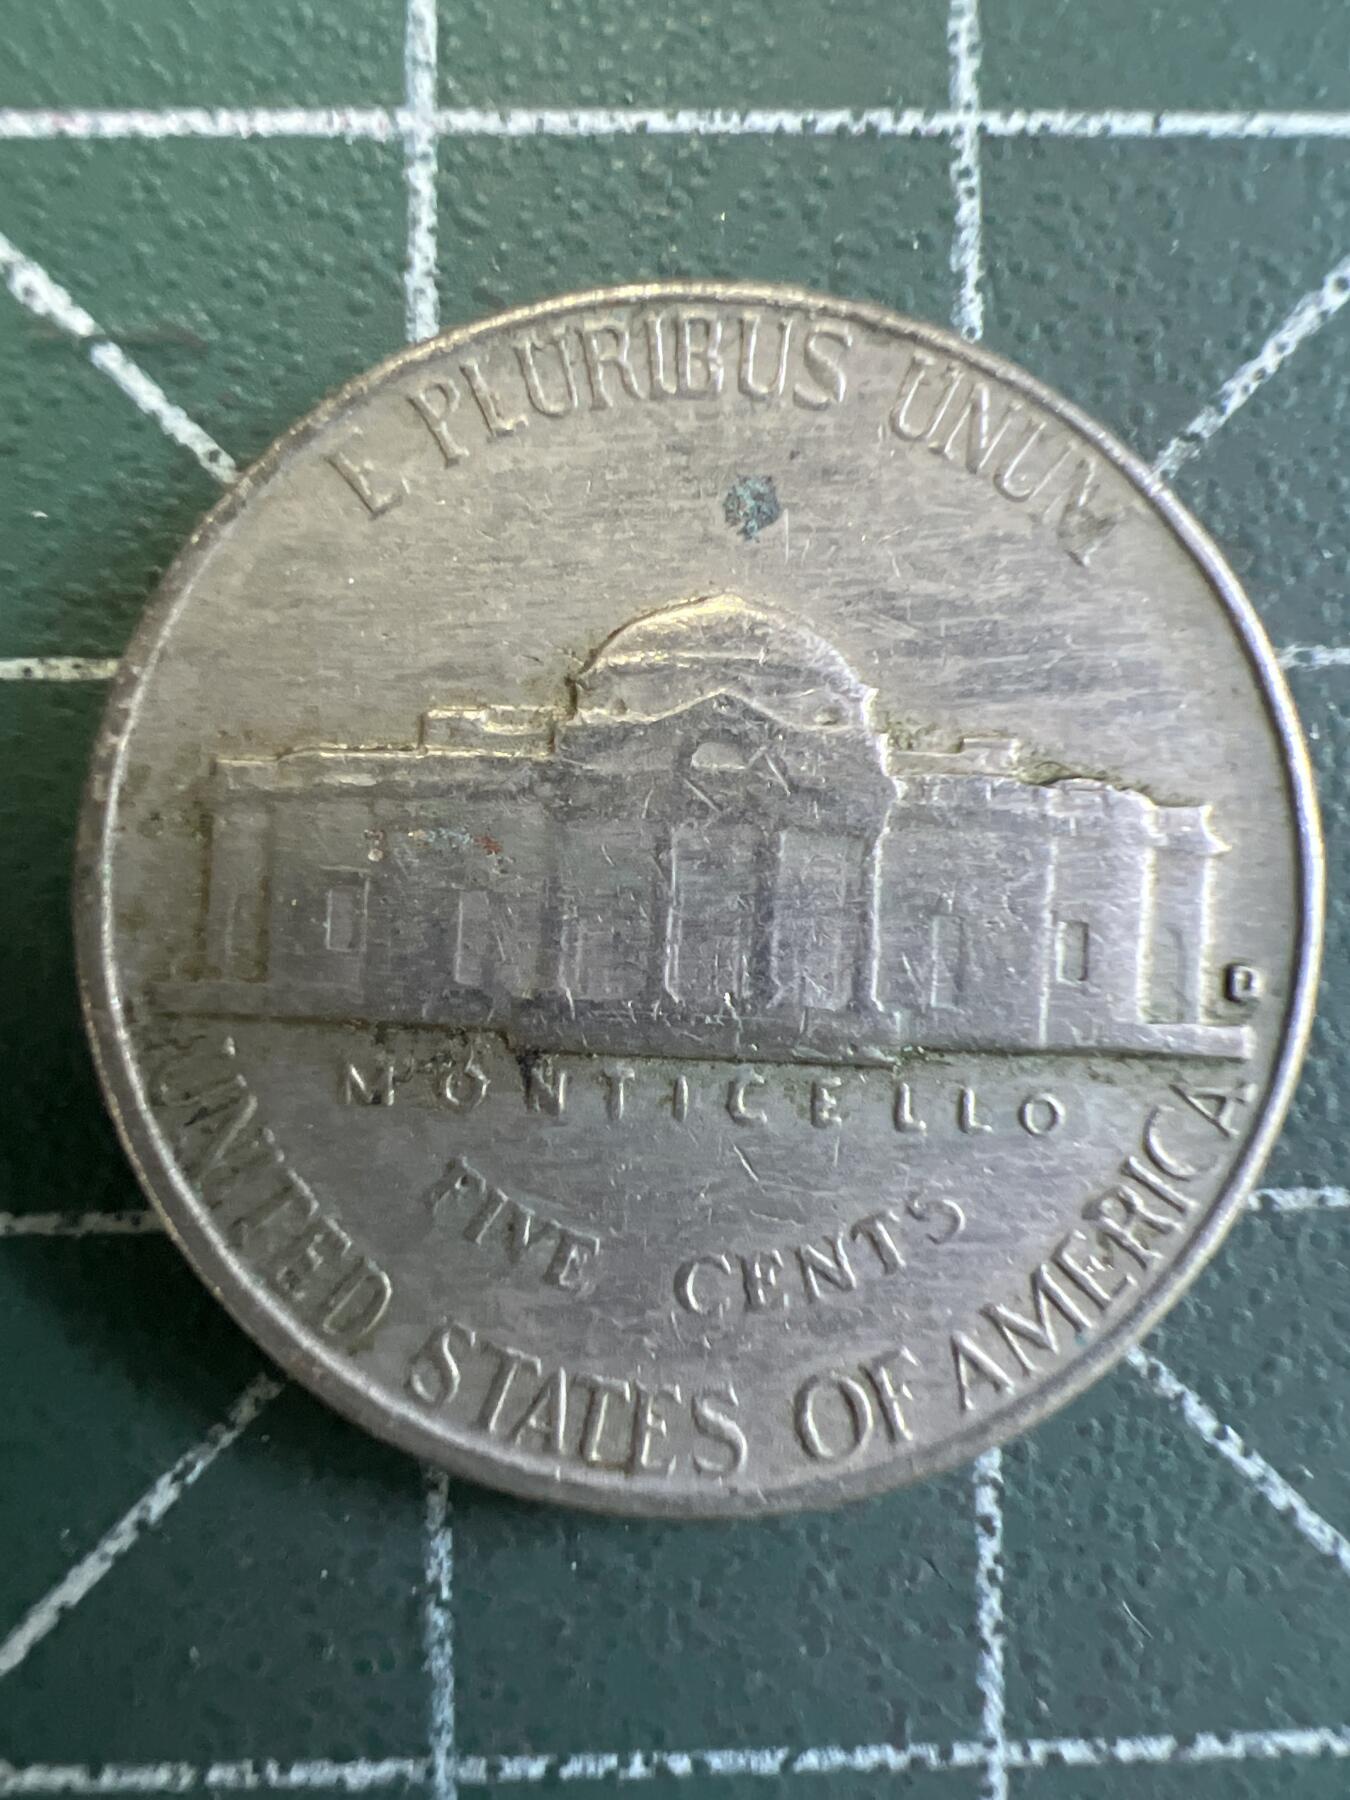 E PLURIBUS UNUM
D
MONTICELLO
FIVE CENTS
UNITED STATES OF AMERICA